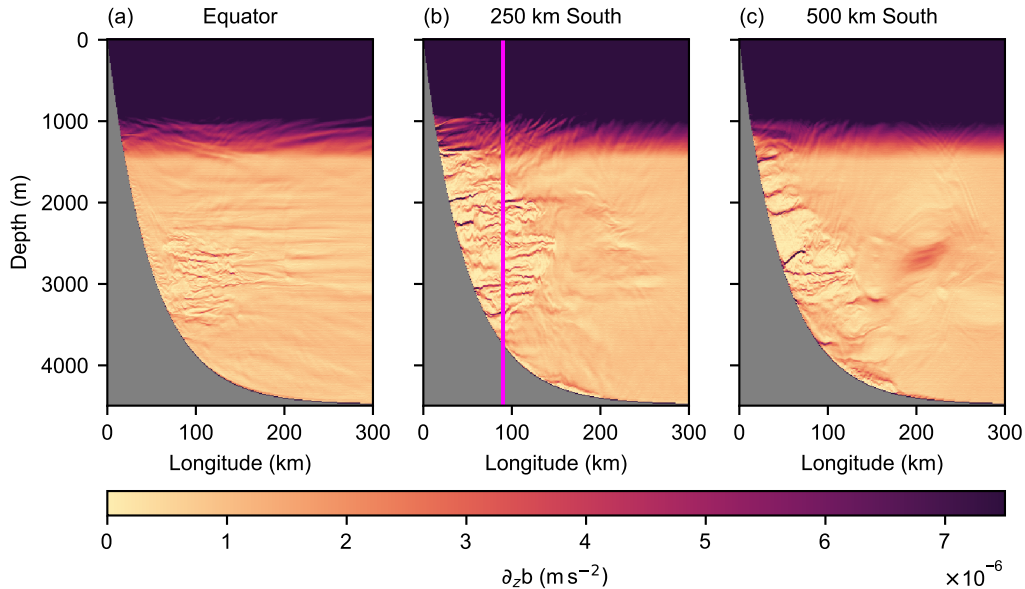 (a) Equator (b) 250 km South (c) 500 km South
0
1000
2000
3000
4000
Depth (m)
0 100 200 300 0 100 200 300 0 100 200 300
Longitude (km) Longitude (km) Longitude (km)
0 1 2 3 4 5 6 7
∂zb (m s−2) ×10−6